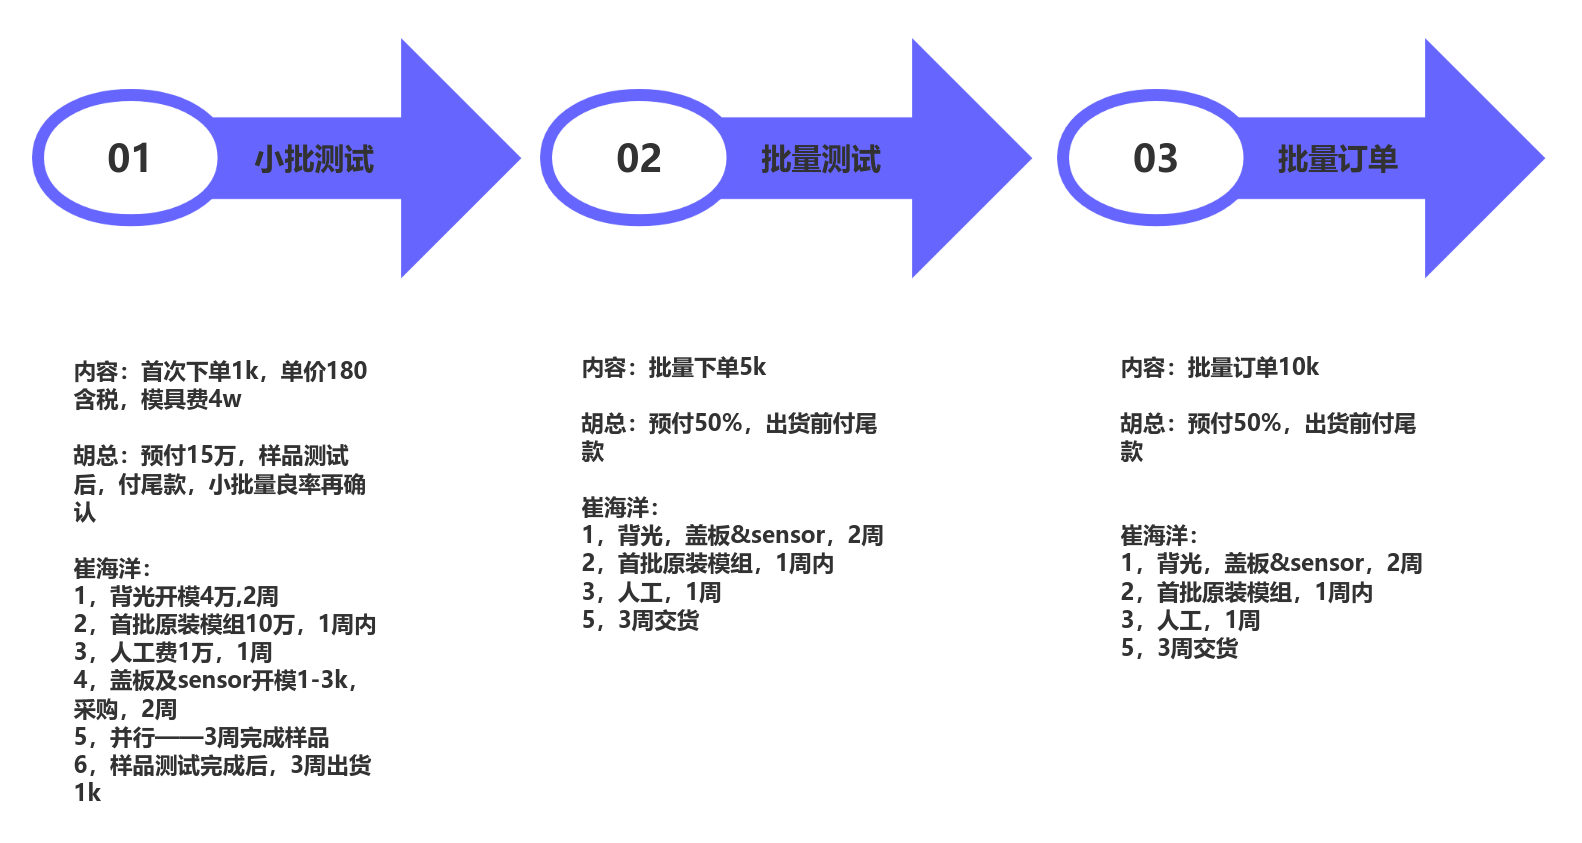 01
小批测试
02
批量测试
03
批量订单
内容：首次下单1k，单价180
含税，模具费4w
胡总：预付15万，样品测试
后，付尾款，小批量良率再确
认
崔海洋：
1，背光开模4万,2周
2，首批原装模组10万，1周内
3，人工费1万，1周
4，盖板及sensor开模1-3k，
采购，2周
5，并行——3周完成样品
6，样品测试完成后，3周出货
1k
内容：批量下单5k
胡总：预付50%，出货前付尾
款
崔海洋：
1，背光，盖板&sensor，2周
2，首批原装模组，1周内
3，人工，1周
5，3周交货
内容：批量订单10k
胡总：预付50%，出货前付尾
款
崔海洋：
1，背光，盖板&sensor，2周
2，首批原装模组，1周内
3，人工，1周
5，3周交货